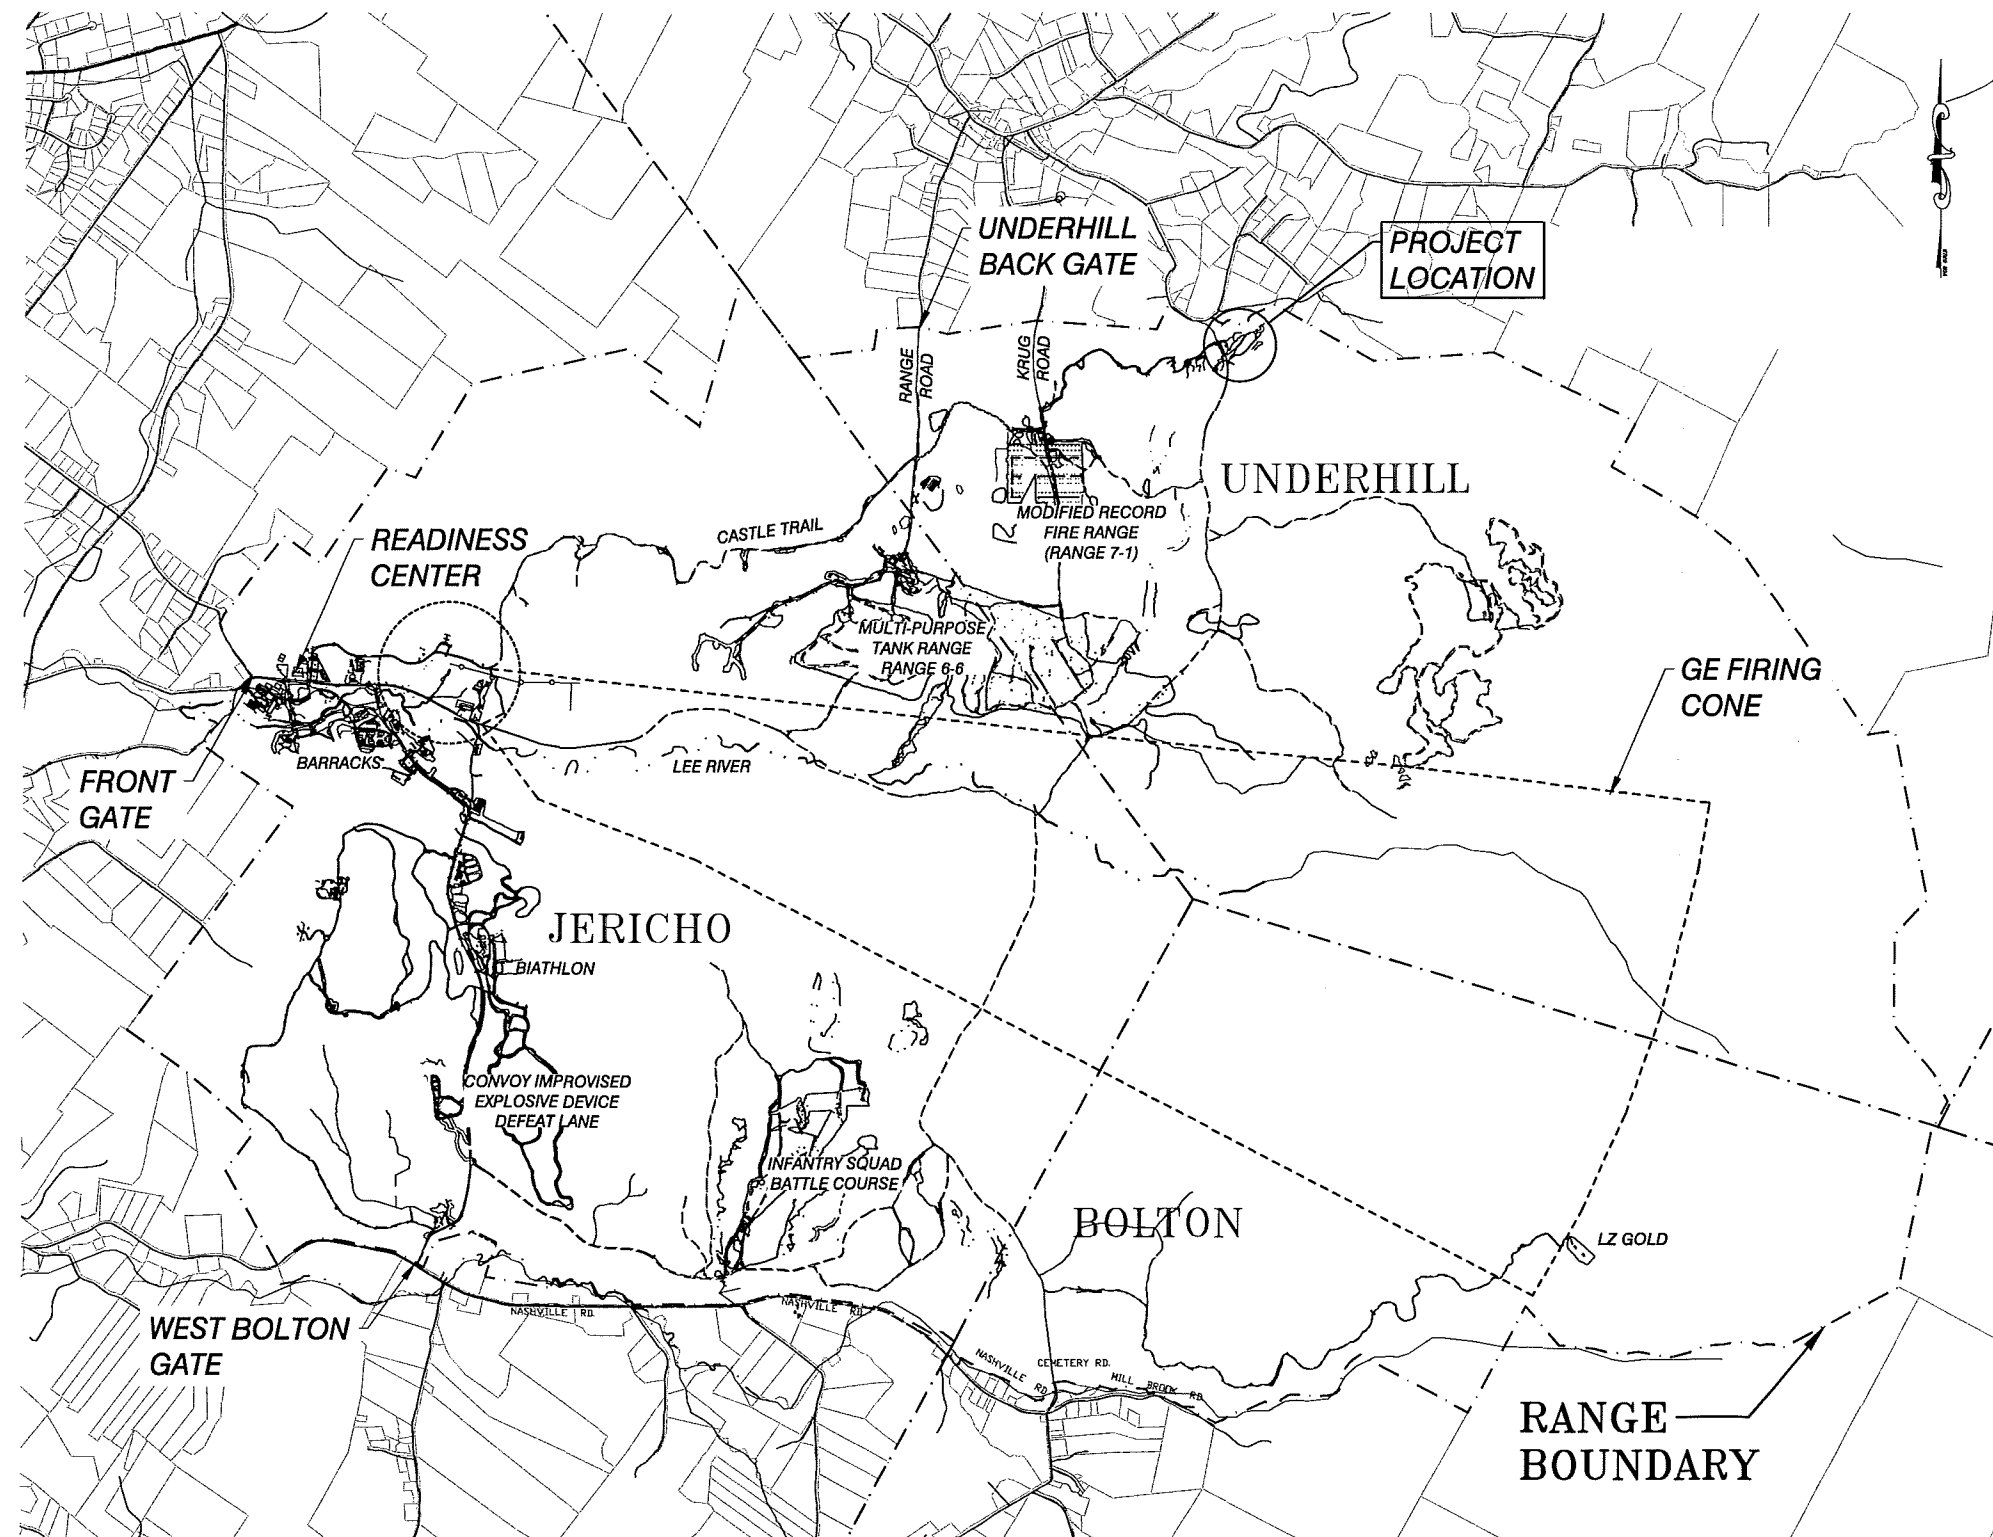 UNDERHILL
BACK GATE
PROJECT
LOCATION
RANGE
ROAD
KRUG
ROAD
UNDERHILL
MODIFIED RECORD
FIRE RANGE
(RANGE 7-1)
CASTLE TRAIL
READINESS
CENTER
MULTI-PURPOSE
TANK RANGE
RANGE 6-6
GE FIRING
CONE
BARRACKS
LEE RIVER
FRONT
GATE
JERICHO
BIATHLON
CONVOY IMPROVISED
EXPLOSIVE DEVICE
DEFEAT LANE
INFANTRY SQUAD
BATTLE COURSE
BOLTON
LZ GOLD
NASHVILLE RD.
NASHVILLE RD.
WEST BOLTON
GATE
NASHVILLE RD.
CEMETERY RD.
MILL BROOK RD.
RANGE
BOUNDARY